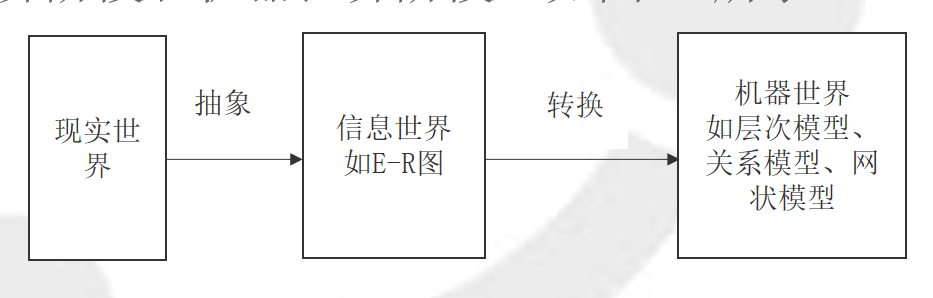 现实世
界
抽象
信息世界
如E-R图
转换
机器世界
如层次模型、
关系模型、网
状模型